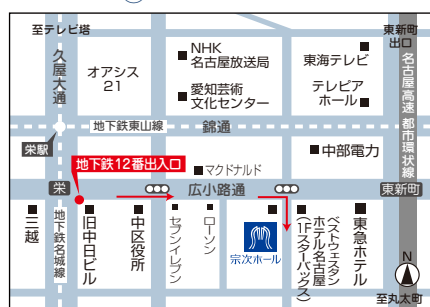 至テレビ塔
久屋大通
オアシス
21
NHK
名古屋放送局
愛知芸術
文化センター
東海テレビ
テレピア
ホール
東新町
出口
名古屋高速 都市環状線
地下鉄東山線
錦通
栄駅
地下鉄12番出入口
マクドナルド
中部電力
栄
広小路通
東新町
三越
地下鉄名城線
旧中日ビル
中区役所
セブンイレブン
ローソン
宗次ホール
ベストウェスタン
ホテル名古屋
(1Fスターバックス)
東急ホテル
N
至丸太町